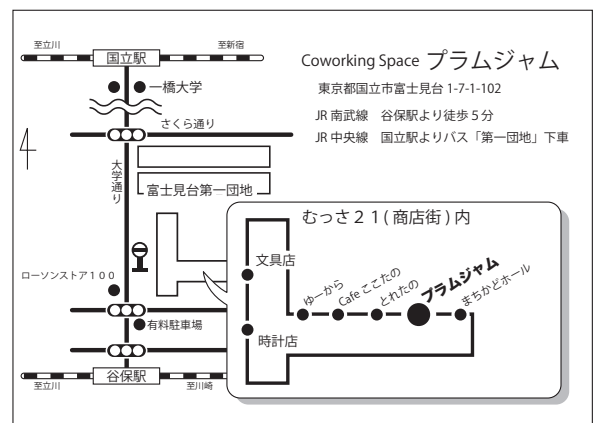 至立川
国立駅
至新宿
一橋大学
さくら通り
大学通り
富士見台第一団地
ローソンストア100
有料駐車場
至立川
谷保駅
至川崎
Coworking Space プラムジャム
東京都国立市富士見台 1-7-1-102
JR 南武線 谷保駅より徒歩5分
JR 中央線 国立駅よりバス「第一団地」下車
むっさ21(商店街)内
文具店
時計店
ゆーから
Cafe ここたの
とれたの
プラムジャム
まちかどホール